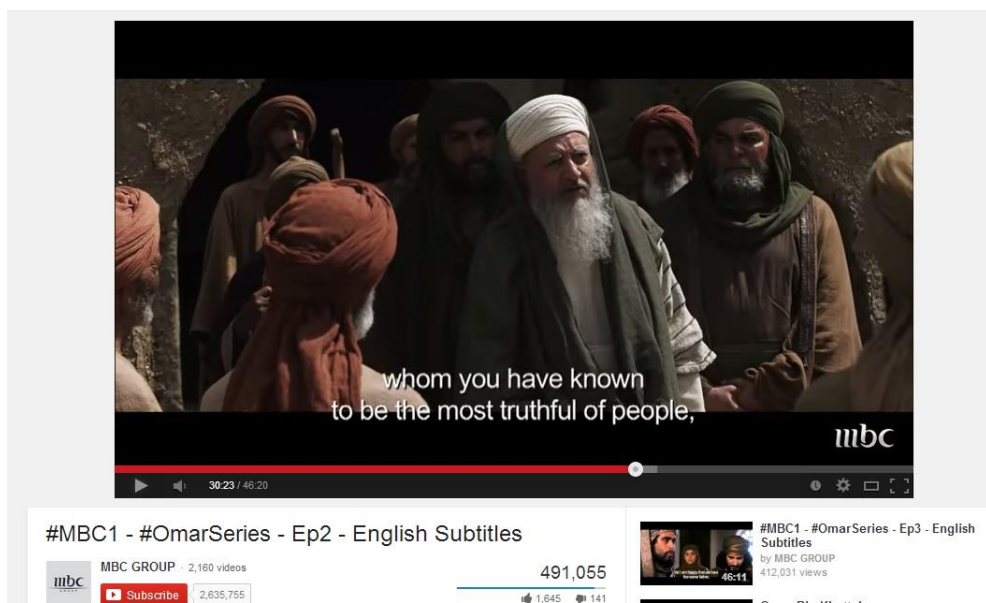 whom you have known
to be the most truthful of people,
mbc
30:23 / 46:20
#MBC1 - #OmarSeries - Ep2 - English Subtitles
mbc
GROUP
MBC GROUP · 2,160 videos
Subscribe 2,635,755
491,055
1,645 141
46:11
#MBC1 - #OmarSeries - Ep3 - English
Subtitles
by MBC GROUP
412,031 views